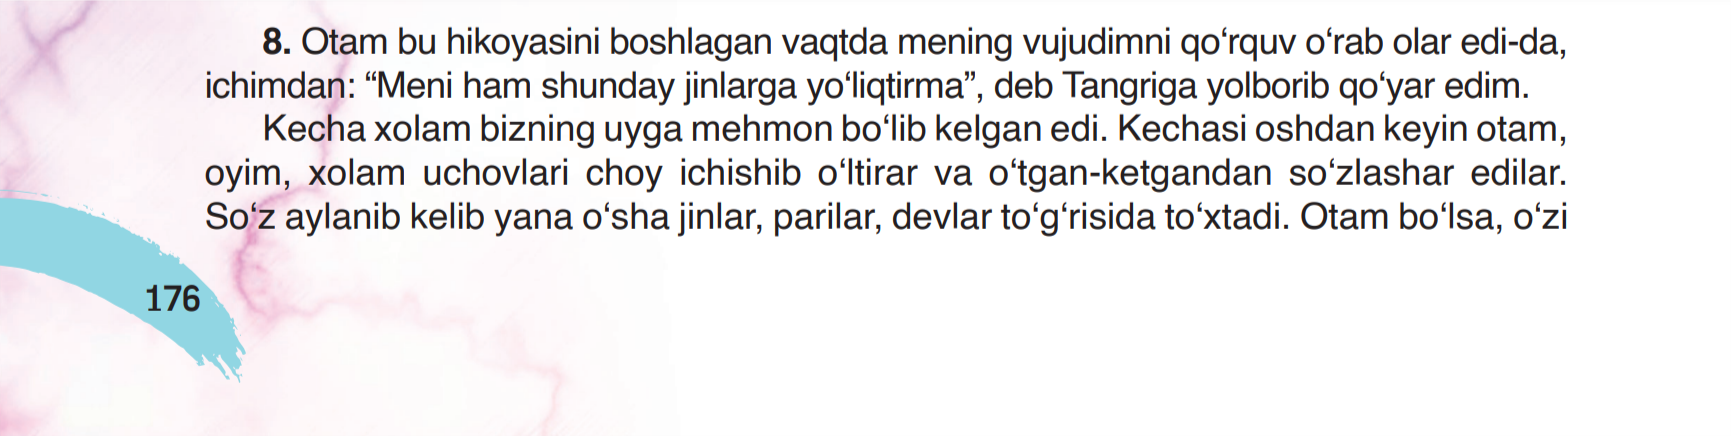 8. Otam bu hikoyasini boshlagan vaqtda mening vujudimni qo‘rquv o‘rab olar edi-da,
ichimdan: “Meni ham shunday jinlarga yo‘liqtirma”, deb Tangriga yolborib qo‘yar edim.
Kecha xolam bizning uyga mehmon bo‘lib kelgan edi. Kechasi oshdan keyin otam,
oyim, xolam uchovlari choy ichishib o‘ltirar va o‘tgan-ketgandan so‘zlashar edilar.
So‘z aylanib kelib yana o‘sha jinlar, parilar, devlar to‘g‘risida to‘xtadi. Otam bo‘lsa, o‘zi
176